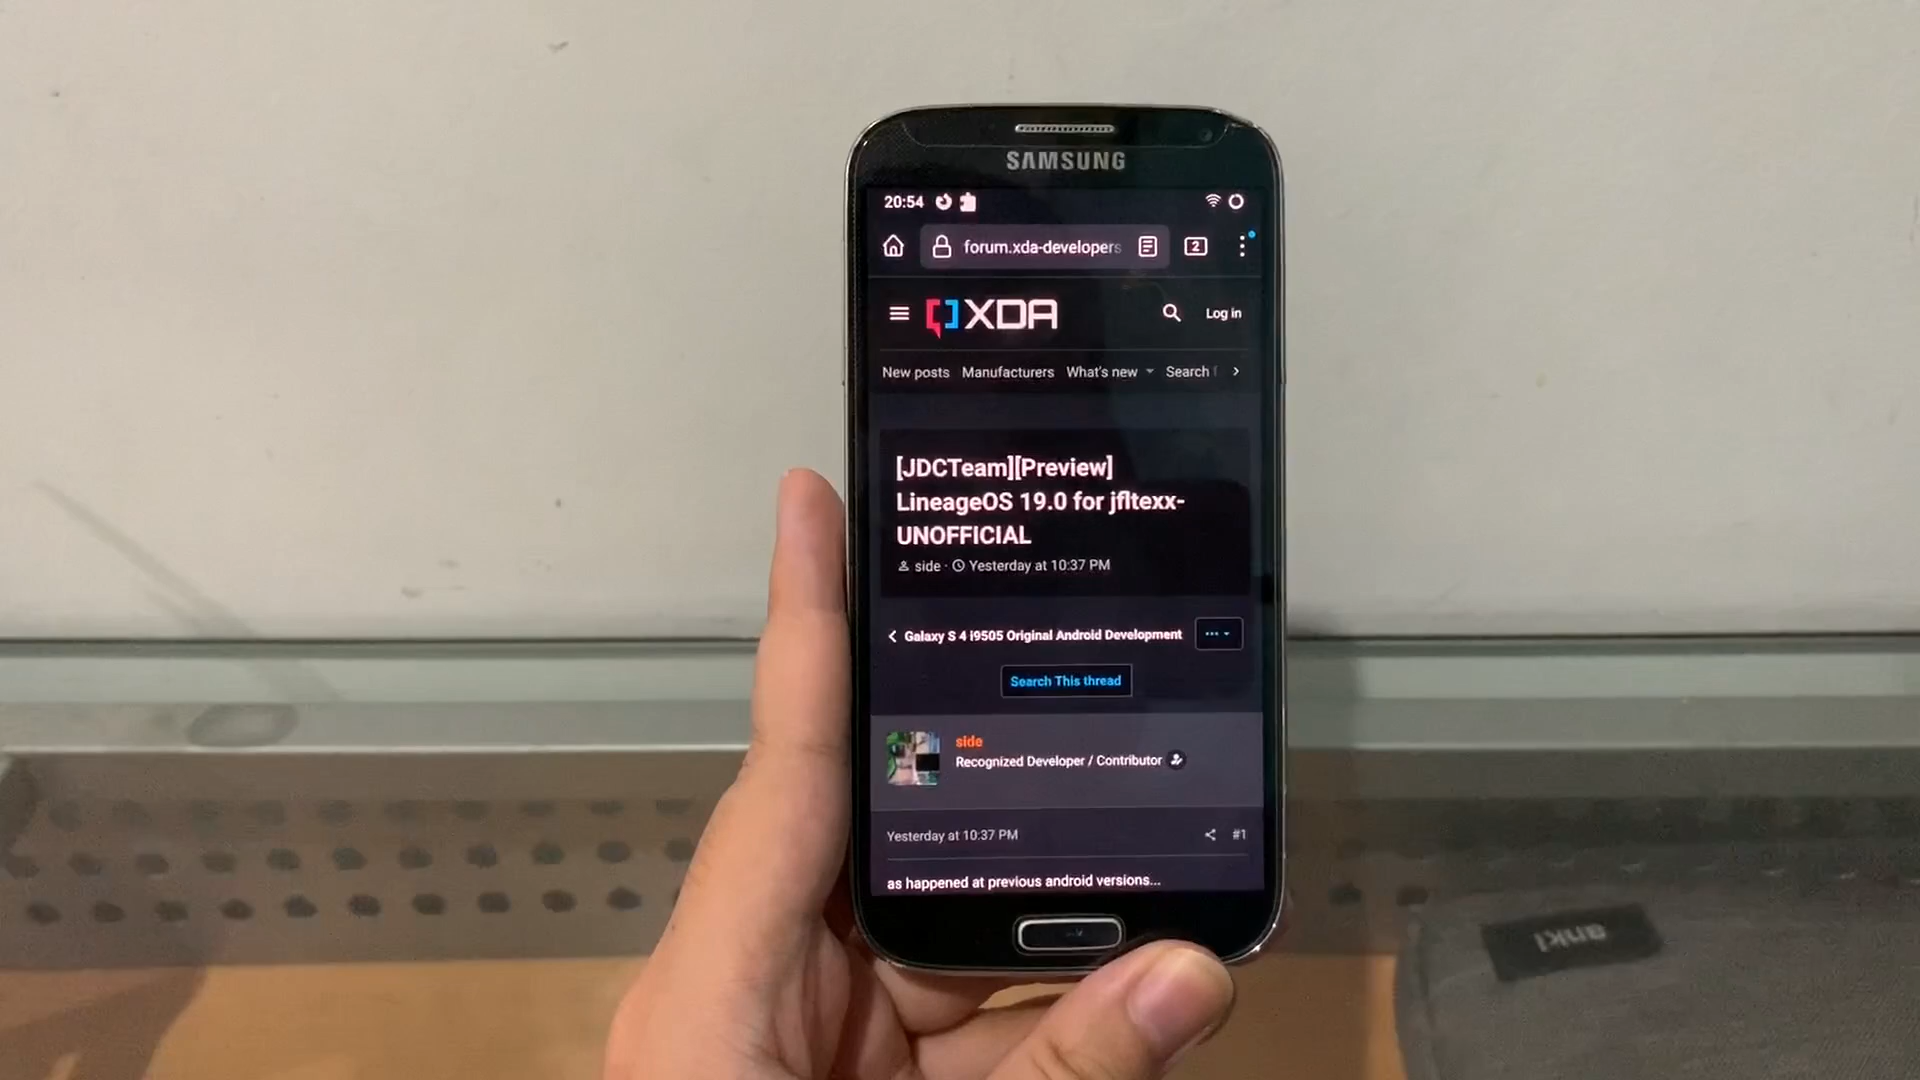 SAMSUNG
20:54
forum.xda-developers
2
XDA
Log in
New posts Manufacturers What's new Search
[JDCTeam][Preview]
LineageOS 19.0 for jfltexx-
UNOFFICIAL
side · Yesterday at 10:37 PM
Galaxy S 4 i9505 Original Android Development
Search This thread
side
Recognized Developer / Contributor
Yesterday at 10:37 PM #1
as happened at previous android versions...
anki